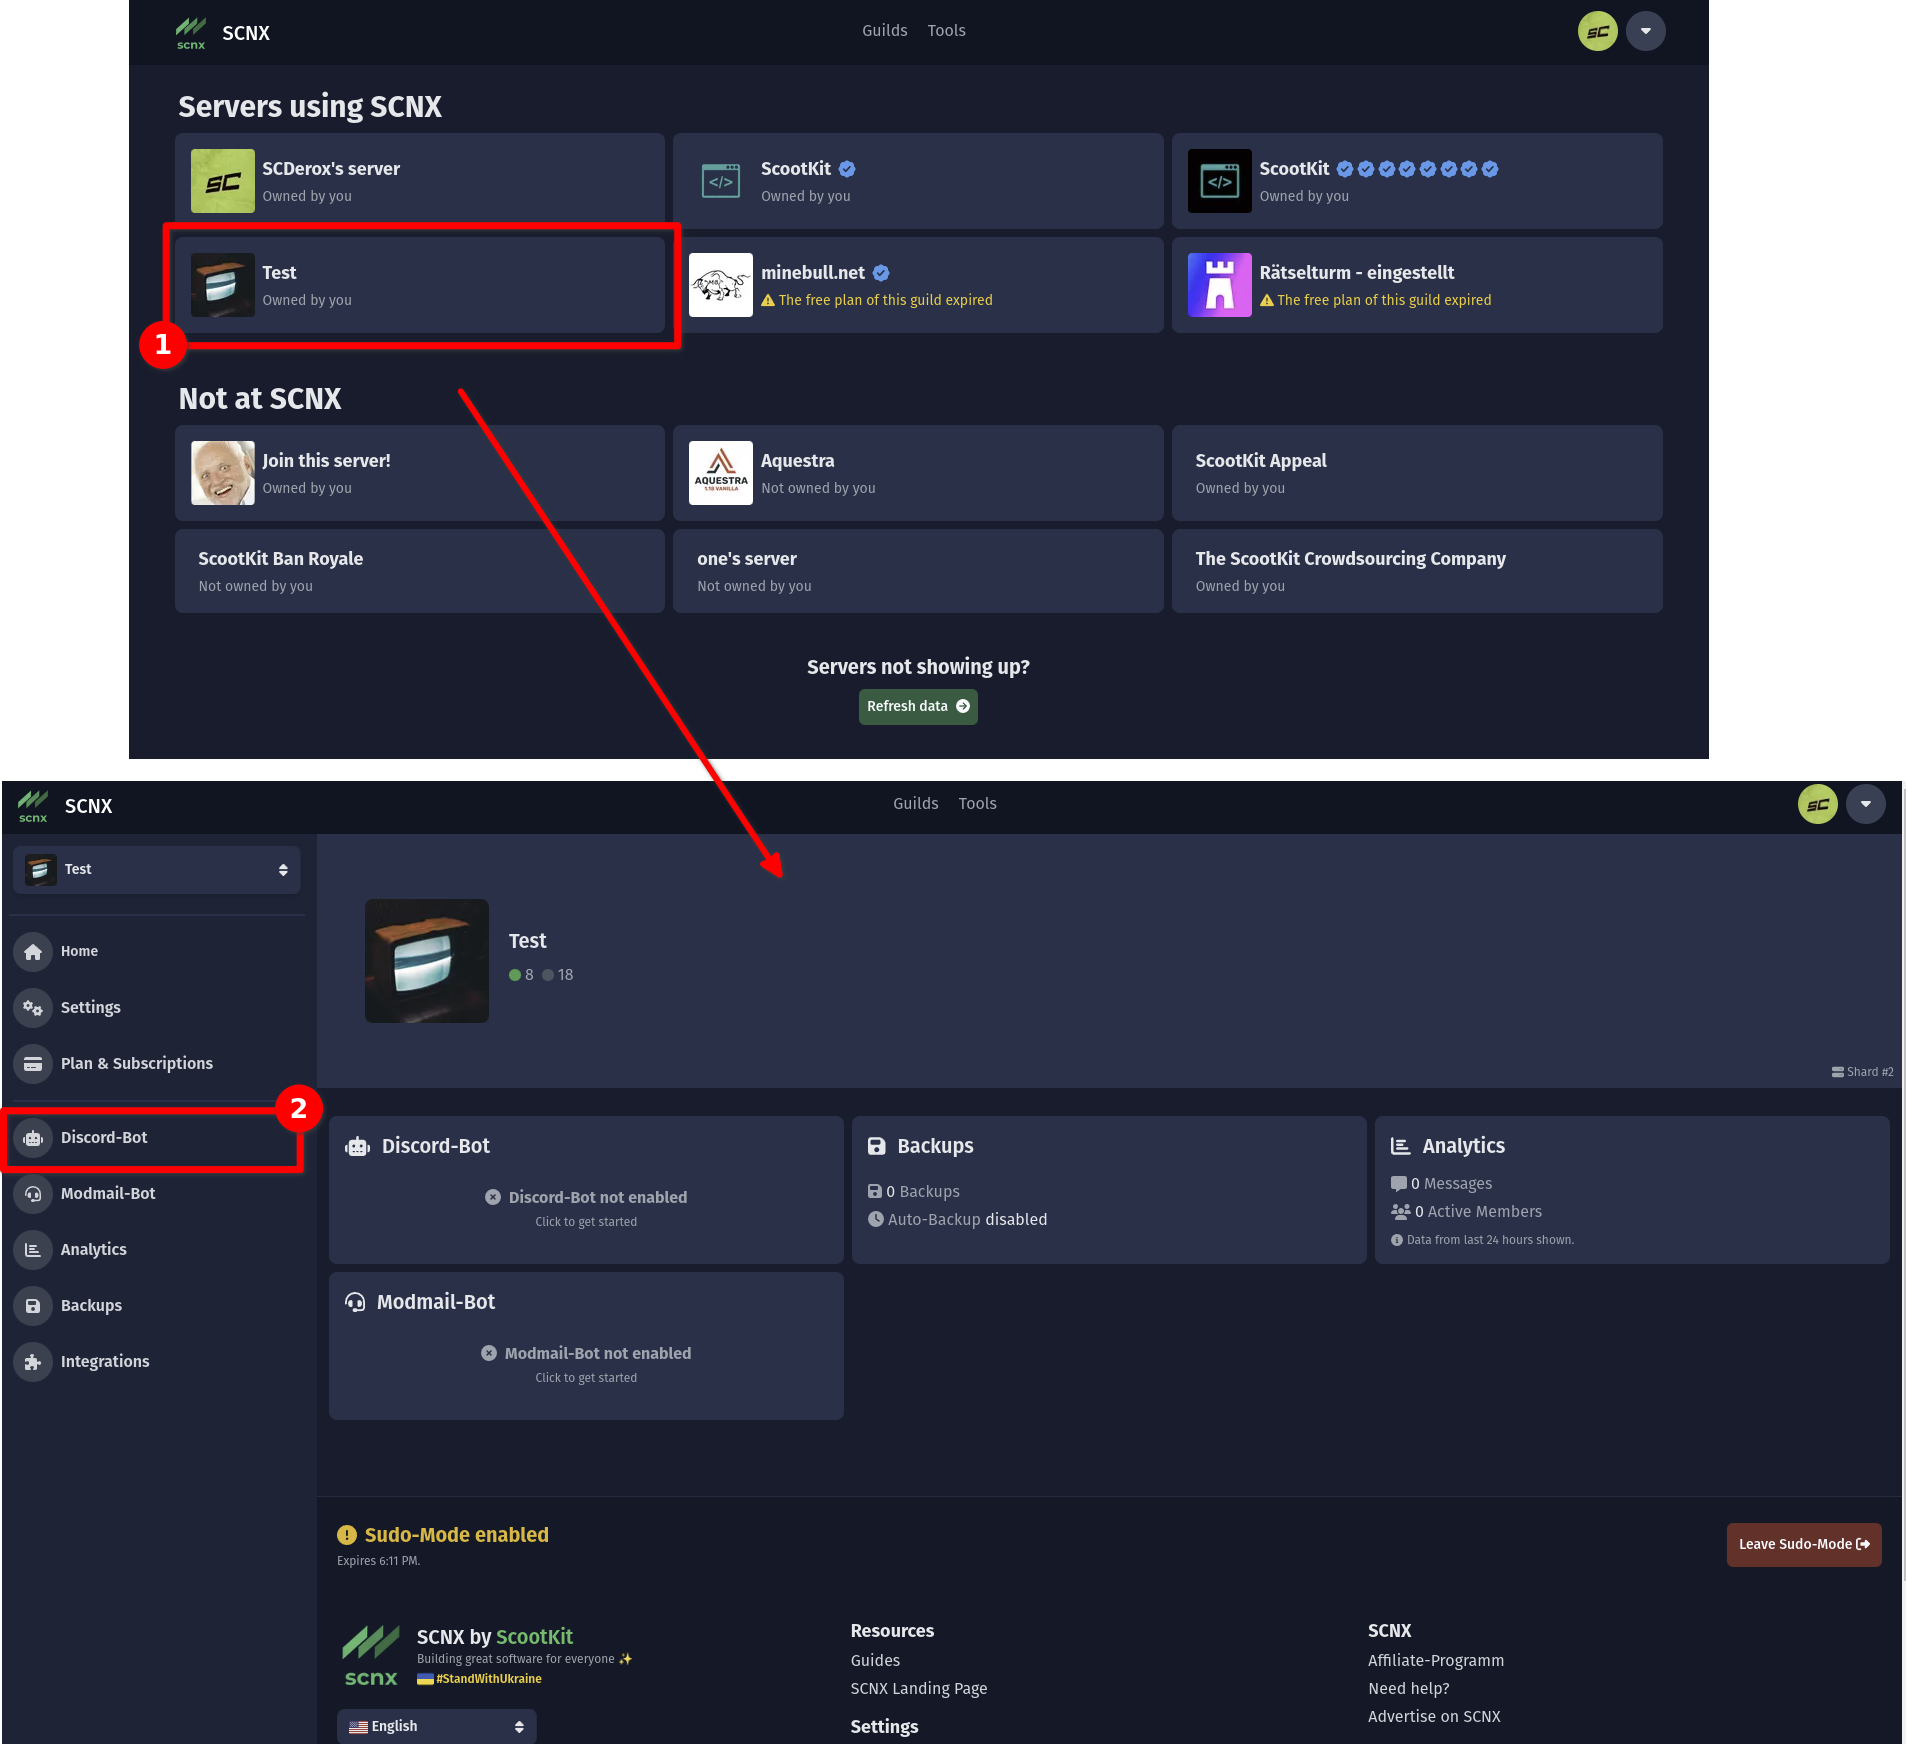 scnx
SCNX
Guilds
Tools
SC
Servers using SCNX
SC
SCDerox's server
Owned by you
</>
ScootKit
Owned by you
</>
ScootKit
Owned by you
Test
Owned by you
minebull.net
The free plan of this guild expired
Rätselturm - eingestellt
The free plan of this guild expired
1
Not at SCNX
Join this server!
Owned by you
AQUESTRA
1.18 VANILLA
Aquestra
Not owned by you
ScootKit Appeal
Owned by you
ScootKit Ban Royale
Not owned by you
one's server
Not owned by you
The ScootKit Crowdsourcing Company
Owned by you
Servers not showing up?
Refresh data
scnx
SCNX
Guilds
Tools
SC
Test
Home
Settings
Plan & Subscriptions
2
Discord-Bot
Modmail-Bot
Analytics
Backups
Integrations
Test
8
18
Shard #2
Discord-Bot
Discord-Bot not enabled
Click to get started
Backups
0 Backups
Auto-Backup disabled
Analytics
0 Messages
0 Active Members
Data from last 24 hours shown.
Modmail-Bot
Modmail-Bot not enabled
Click to get started
Sudo-Mode enabled
Expires 6:11 PM.
Leave Sudo-Mode
scnx
SCNX by ScootKit
Building great software for everyone ✨
#StandWithUkraine
English
Resources
Guides
SCNX Landing Page
Settings
SCNX
Affiliate-Programm
Need help?
Advertise on SCNX